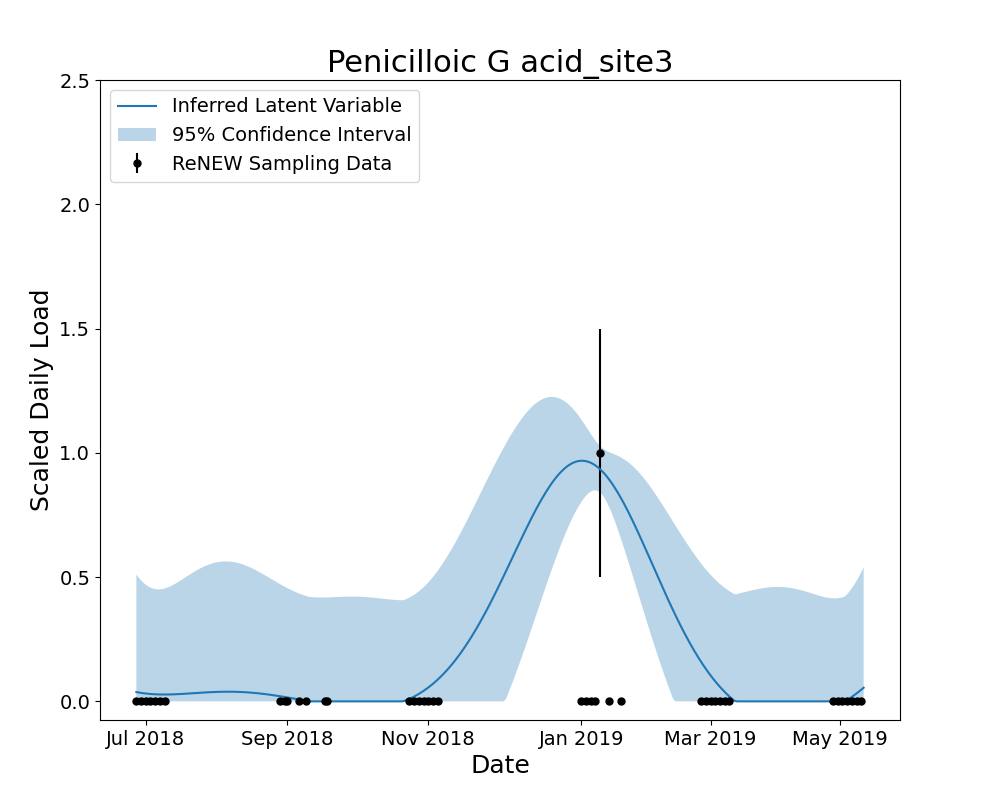 Penicilloic G acid_site3
Inferred Latent Variable
95% Confidence Interval
ReNEW Sampling Data
Scaled Daily Load
2.5
2.0
1.5
1.0
0.5
0.0
Jul 2018 Sep 2018 Nov 2018 Jan 2019 Mar 2019 May 2019
Date